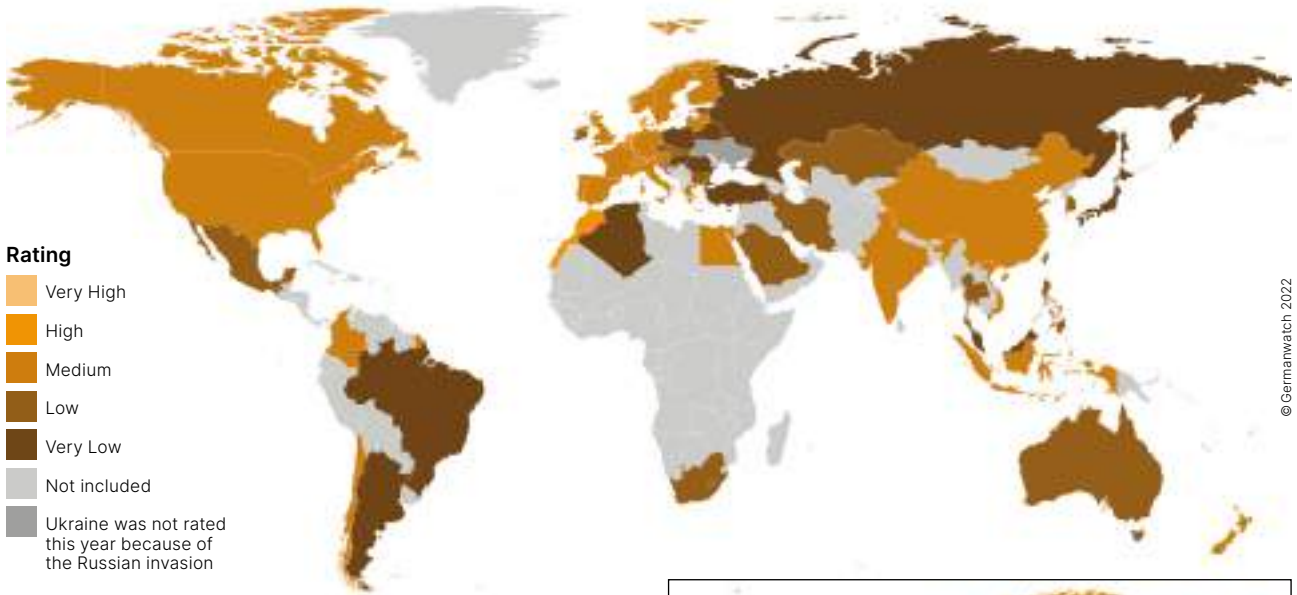 Rating
Very High
High
Medium
Low
Very Low
Not included
Ukraine was not rated
this year because of
the Russian invasion
© Germanwatch 2022